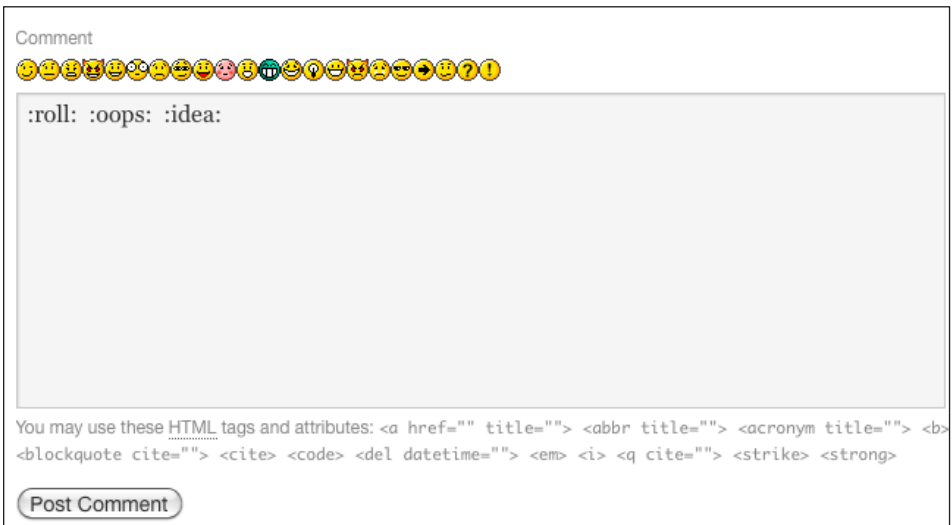 Comment
:roll: :oops: :idea:
You may use these HTML tags and attributes: <a href="" title=""> <abbr title=""> <acronym title=""> <b>
<blockquote cite=""> <cite> <code> <del datetime=""> <em> <i> <q cite=""> <strike> <strong>
Post Comment